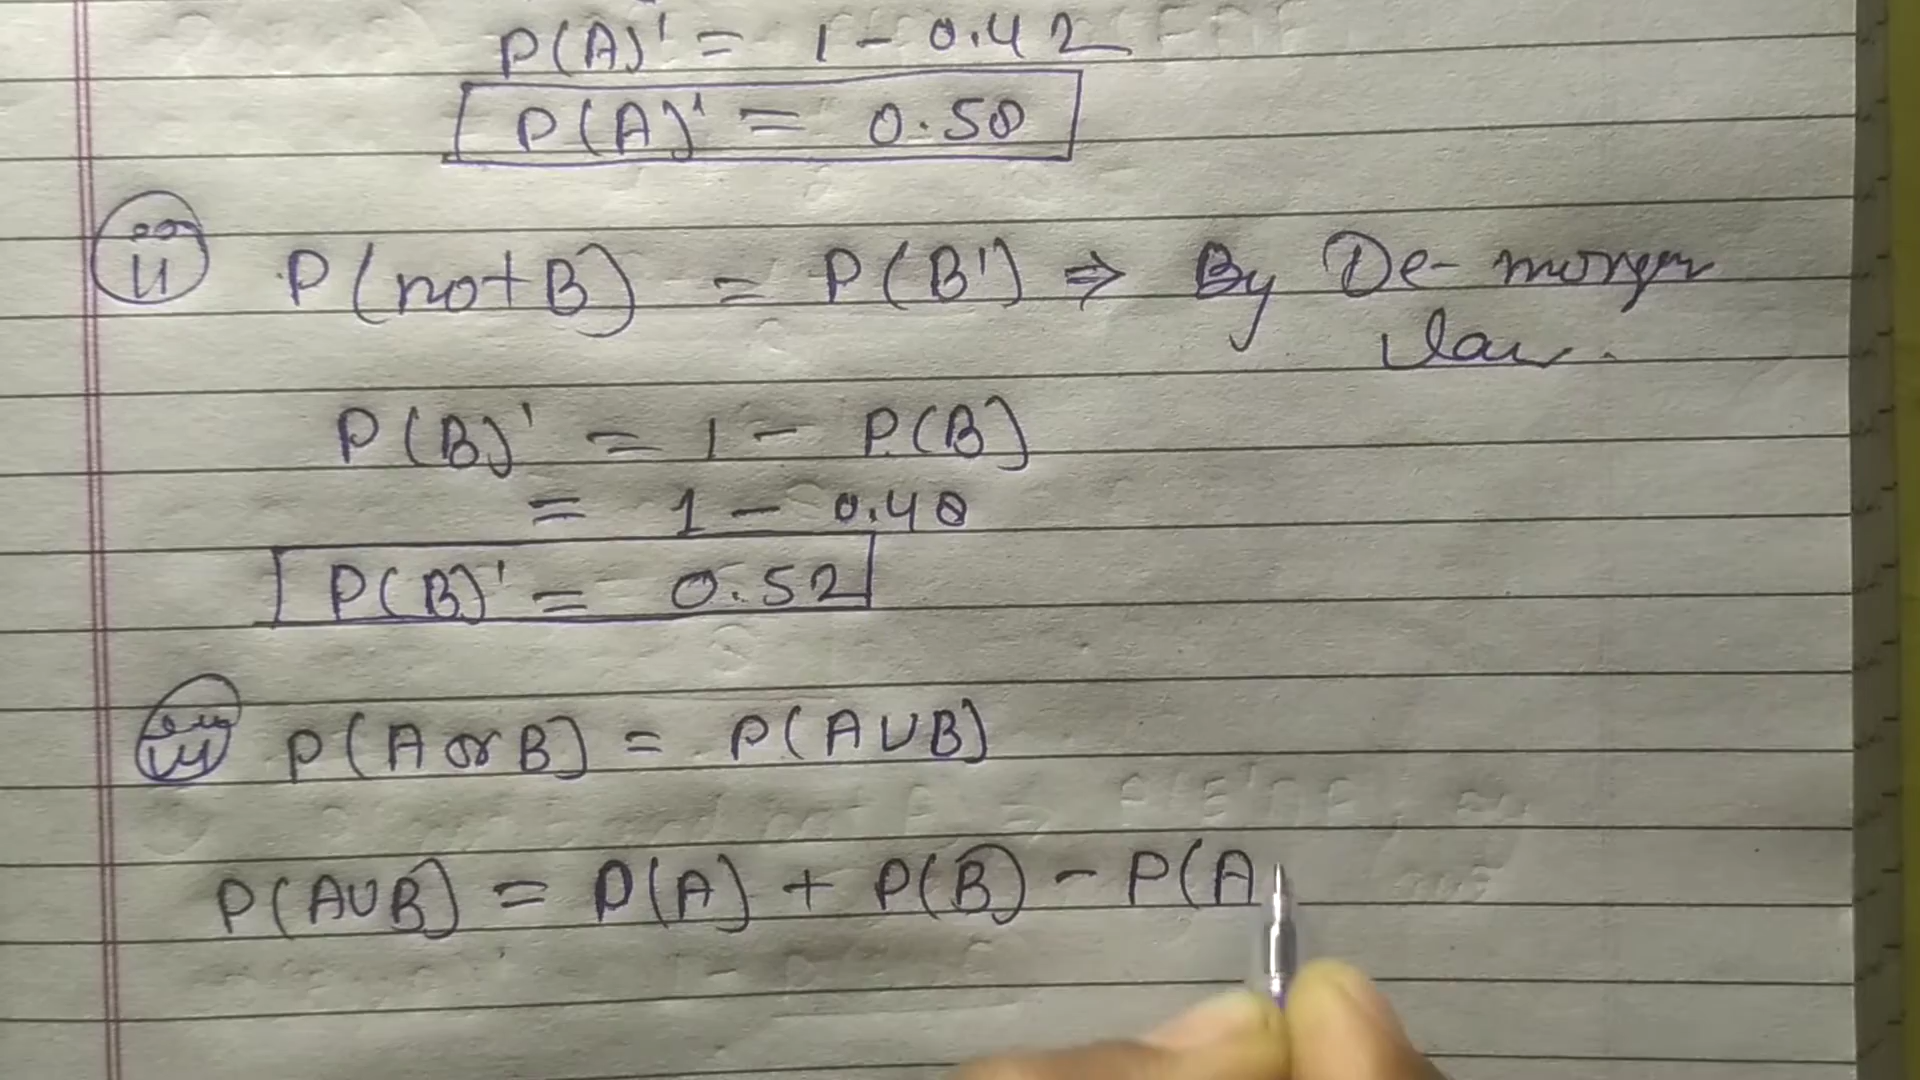 P(A)' = 1 - 0.42
P(A)' = 0.58
ii P(not B) = P(B') ⇒ By De-morgan
law.
P(B)' = 1 - P(B)
= 1 - 0.48
P(B)' = 0.52
iii P(A or B) = P(A∪B)
P(A∪B) = P(A) + P(B) - P(A